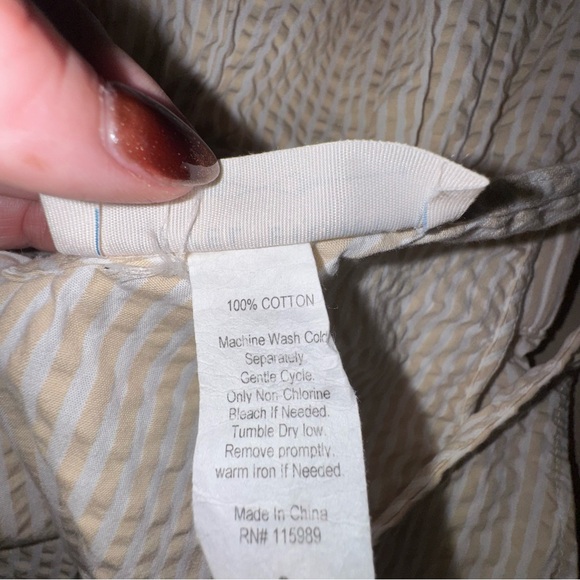 100% COTTON
Machine Wash Cold
Separately.
Gentle Cycle.
Only Non-Chlorine
Bleach If Needed.
Tumble Dry low.
Remove promptly.
warm Iron if Needed.
Made In China
RN# 115989